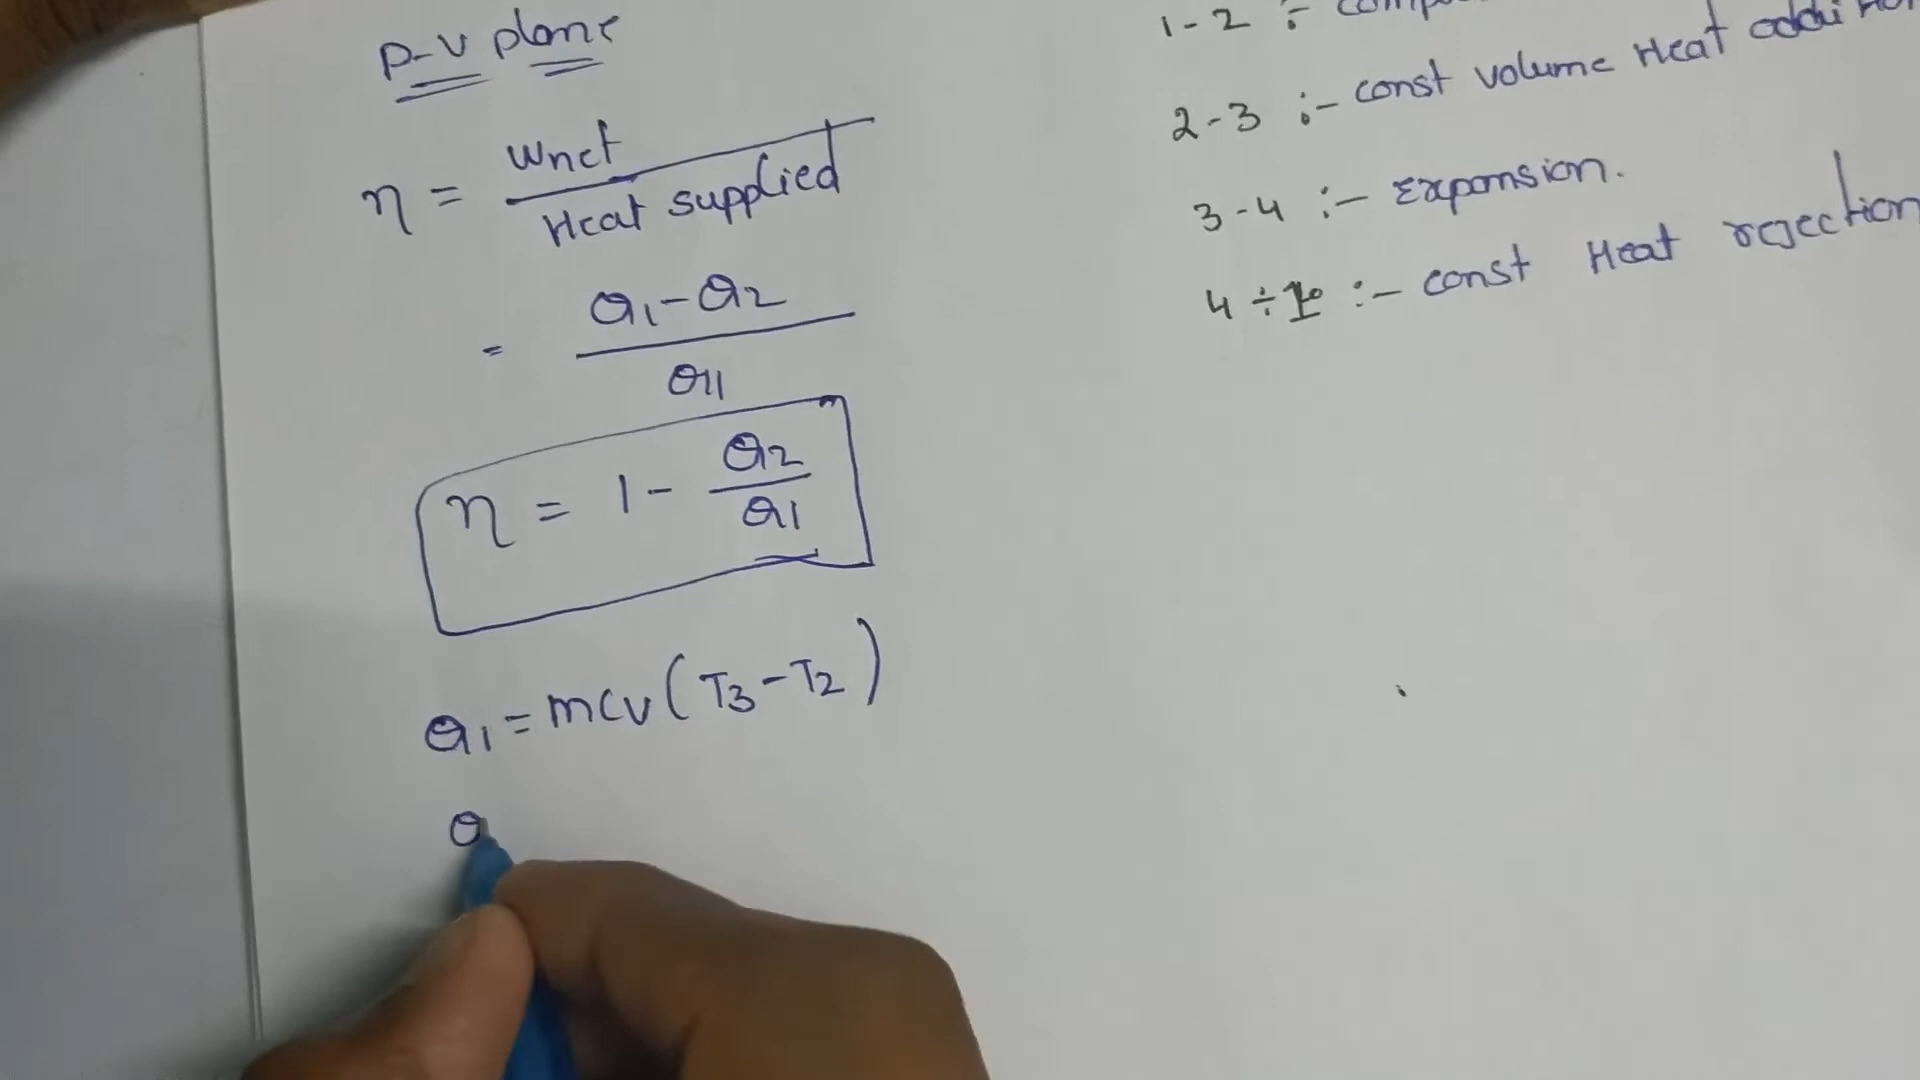 P-V plane
η = Wnet / Heat supplied
= Q1-Q2 / Q1
η = 1 - Q2 / Q1
Q1 = mcv (T3-T2)
Q
1-2 :-
2-3 :- const volume Heat addition
3-4 :- Expansion.
4 ÷ 1 :- const Heat rejection